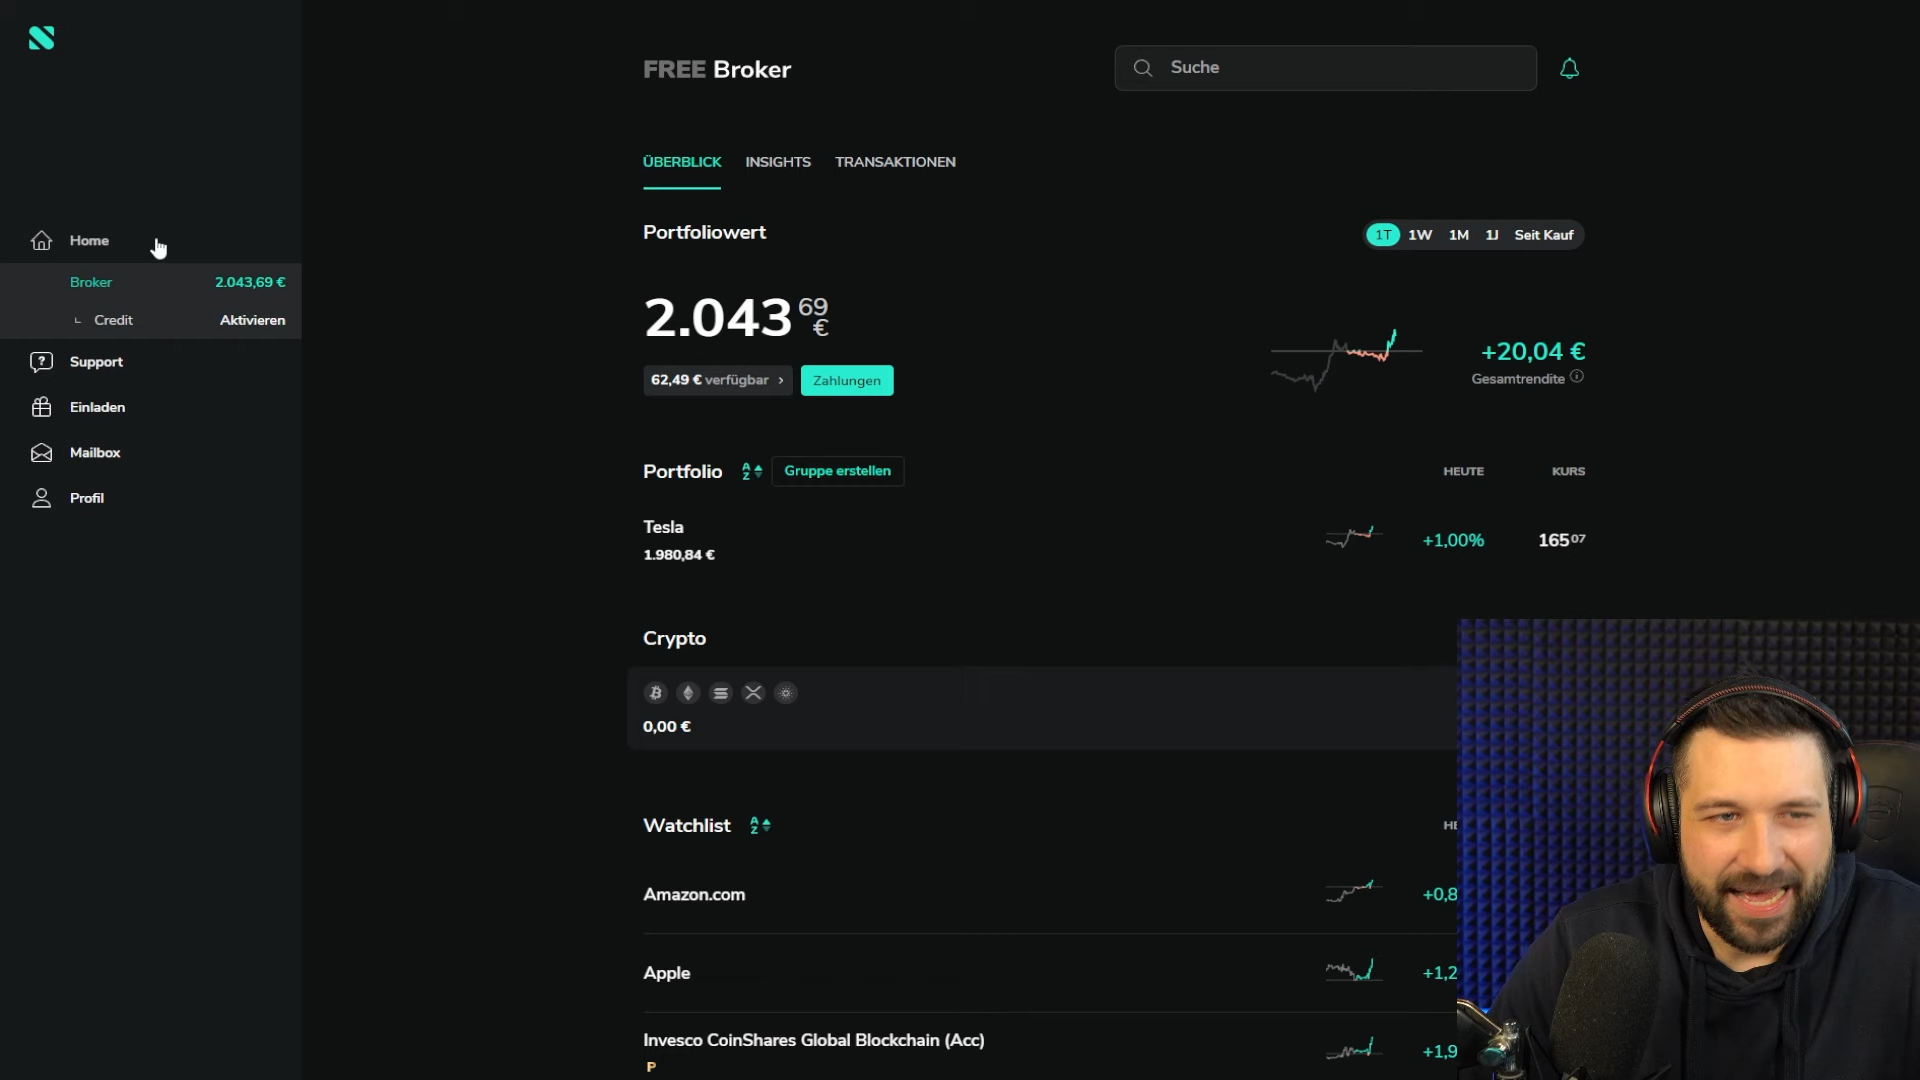 FREE Broker
Suche
ÜBERBLICK INSIGHTS TRANSAKTIONEN
Home
Broker 2.043,69 €
Credit Aktivieren
Support
Einladen
Mailbox
Profil
Portfoliowert
1T 1W 1M 1J Seit Kauf
2.043 69 €
62,49 € verfügbar
Zahlungen
+20,04 €
Gesamtrendite
Portfolio
A
Z
Gruppe erstellen
HEUTE KURS
Tesla
1.980,84 €
+1,00% 165 07
Crypto
0,00 €
Watchlist
A
Z
Amazon.com +0,8
Apple +1,2
Invesco CoinShares Global Blockchain (Acc) +1,9
P